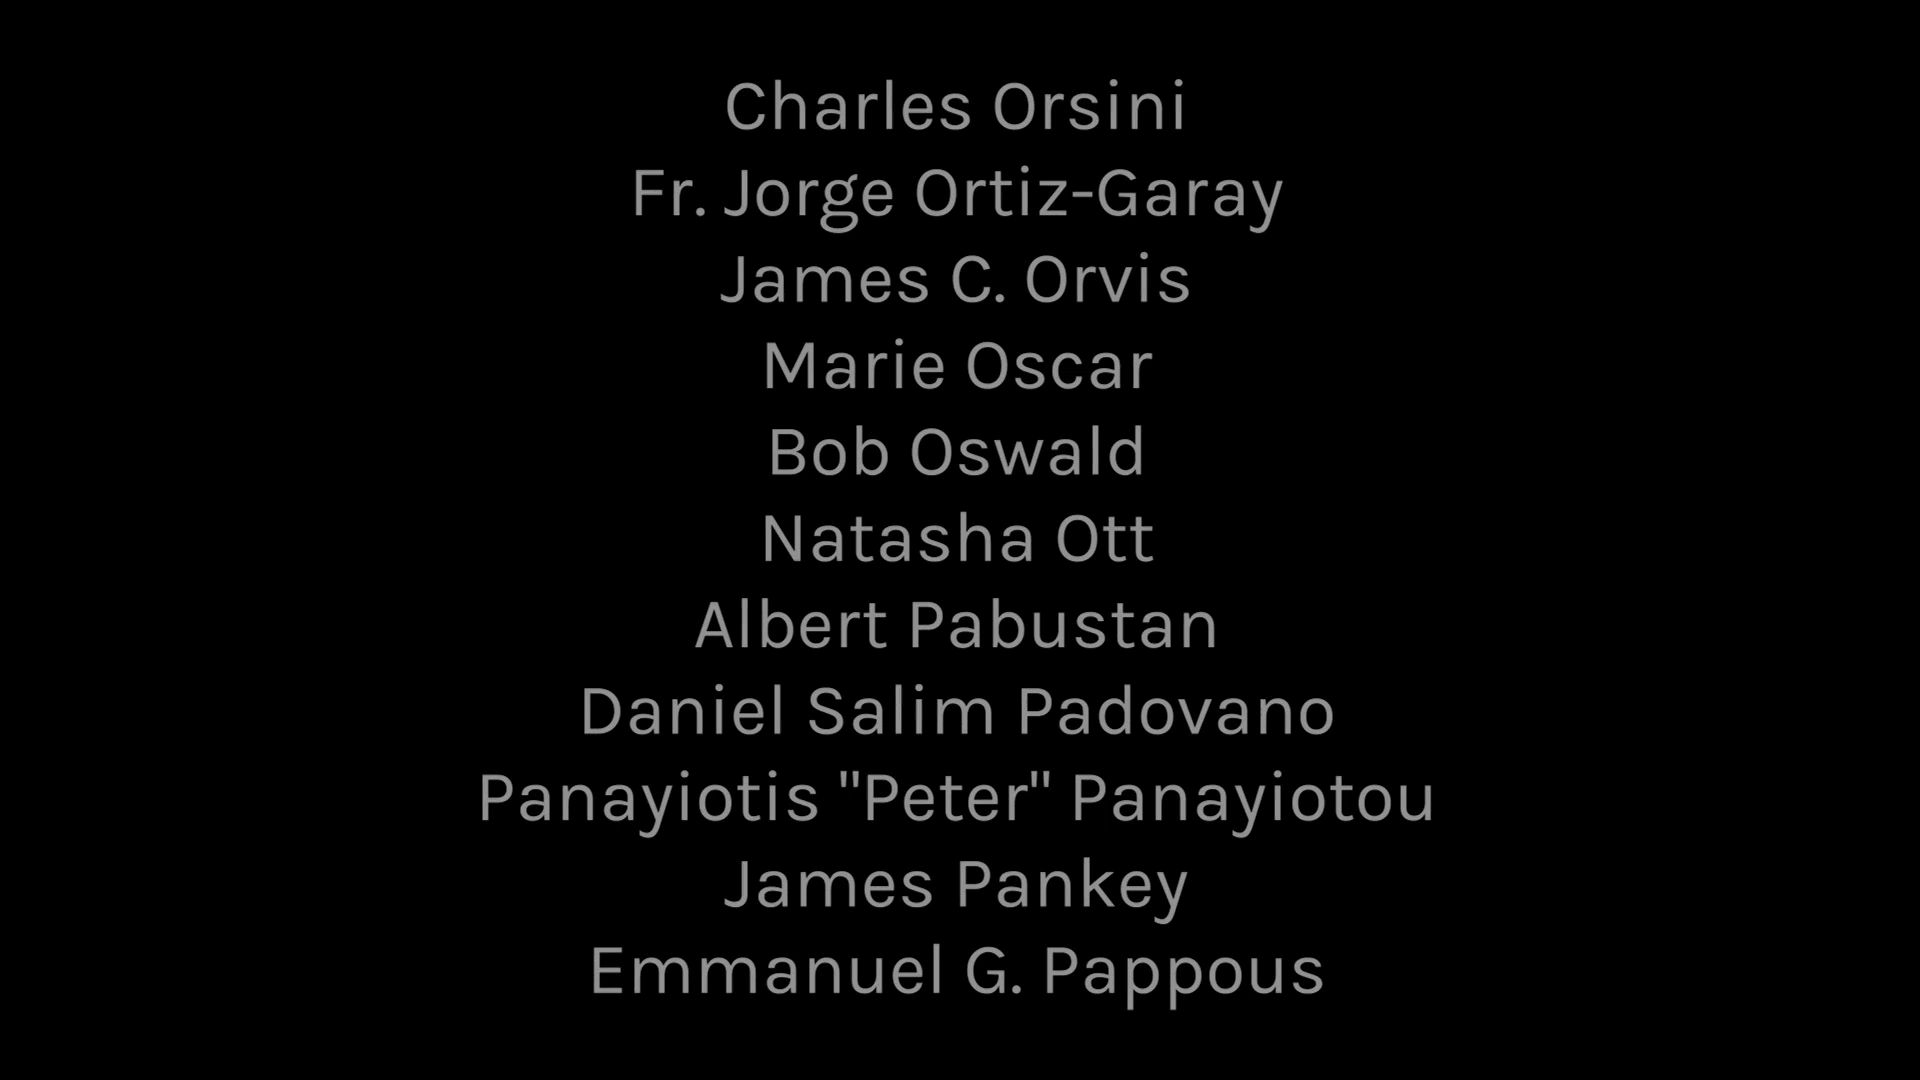 Charles Orsini
Fr. Jorge Ortiz-Garay
James C. Orvis
Marie Oscar
Bob Oswald
Natasha Ott
Albert Pabustan
Daniel Salim Padovano
Panayiotis "Peter" Panayiotou
James Pankey
Emmanuel G. Pappous